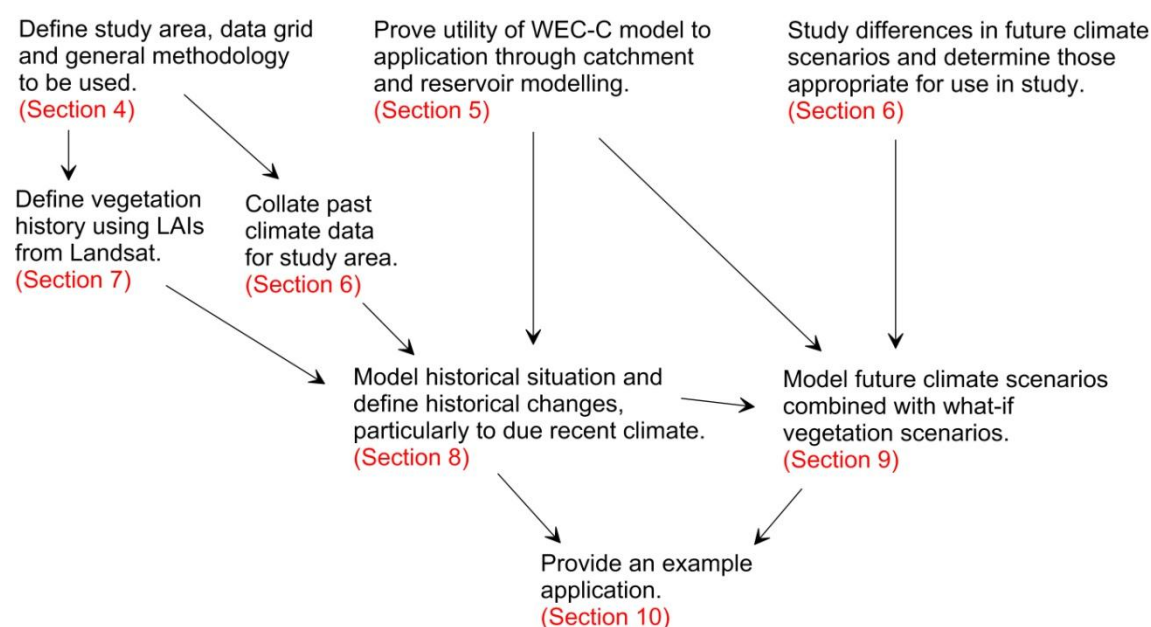 Define study area, data grid
and general methodology
to be used.
(Section 4)
Prove utility of WEC-C model to
application through catchment
and reservoir modelling.
(Section 5)
Study differences in future climate
scenarios and determine those
appropriate for use in study.
(Section 6)
Define vegetation
history using LAIs
from Landsat.
(Section 7)
Collate past
climate data
for study area.
(Section 6)
Model historical situation and
define historical changes,
particularly to due recent climate.
(Section 8)
Model future climate scenarios
combined with what-if
vegetation scenarios.
(Section 9)
Provide an example
application.
(Section 10)